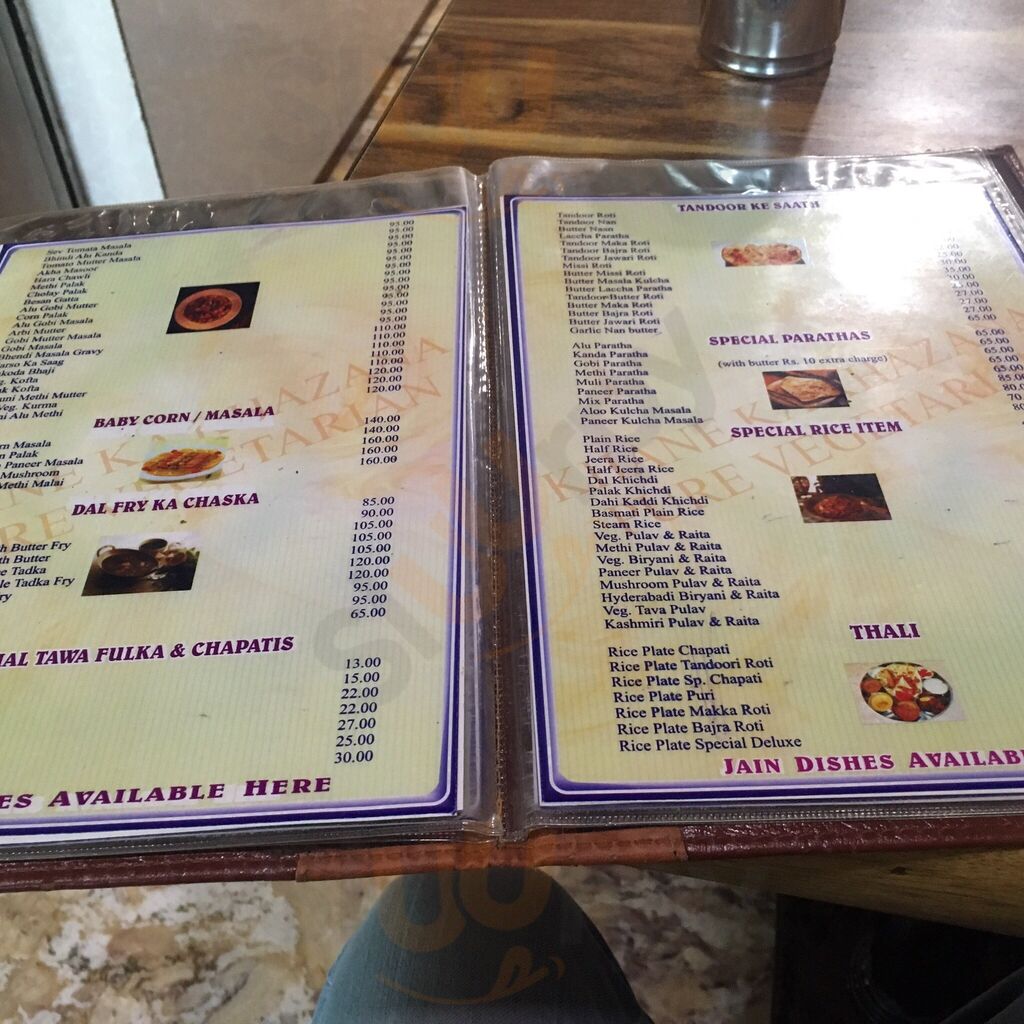 Sev Tomata Masala
Bhindi Alu Kanda
Tomato Mutter Masala
Akha Masoor
Hara Chawli
Methi Palak
Cholay Palak
Besan Gatta
Alu Gobi Mutter
Corn Palak
Alu Gobi Masala
Arbi Mutter
Gobi Mutter Masala
Gobi Masala
Bhendi Masala Gravy
Sarso Ka Saag
Pakoda Bhaji
Kofta
Kofta
Methi Mutter
Veg. Kurma
Alu Methi
95.00
95.00
95.00
95.00
95.00
95.00
95.00
95.00
95.00
95.00
110.00
110.00
110.00
120.00
120.00
BABY CORN / MASALA
Masala
Palak
Paneer Masala
Mushroom
Methi Malai
140.00
140.00
160.00
160.00
DAL FRY KA CHASKA
Butter Fry
Butter
Tadka
Tadka Fry
85.00
90.00
105.00
105.00
105.00
120.00
120.00
95.00
95.00
65.00
TAWA FULKA & CHAPATIS
13.00
15.00
22.00
22.00
27.00
25.00
30.00
AVAILABLE HERE
TANDOOR KE SAATH
Tandoor Roti
Tandoor Nan
Butter Naan
Laccha Paratha
Tandoor Maka Roti
Tandoor Bajra Roti
Tandoor Jawari Roti
Missi Roti
Butter Missi Roti
Butter Masala Kulcha
Butter Laccha Paratha
Tandoor Butter Roti
Butter Maka Roti
Butter Bajra Roti
Butter Jawari Roti
Garlic Nan butter
35.00
27.00
27.00
27.00
65.00
SPECIAL PARATHAS
(with butter Rs. 10 extra charge)
Alu Paratha
Kanda Paratha
Gobi Paratha
Methi Paratha
Muli Paratha
Paneer Paratha
Mix Paratha
Aloo Kulcha Masala
Paneer Kulcha Masala
65.00
65.00
65.00
65.00
SPECIAL RICE ITEM
Plain Rice
Half Rice
Jeera Rice
Half Jeera Rice
Dal Khichdi
Palak Khichdi
Dahi Kaddi Khichdi
Basmati Plain Rice
Steam Rice
Veg. Pulav & Raita
Methi Pulav & Raita
Veg. Biryani & Raita
Paneer Pulav & Raita
Mushroom Pulav & Raita
Hyderabadi Biryani & Raita
Veg. Tava Pulav
Kashmiri Pulav & Raita
THALI
Rice Plate Chapati
Rice Plate Tandoori Roti
Rice Plate Sp. Chapati
Rice Plate Puri
Rice Plate Makka Roti
Rice Plate Bajra Roti
Rice Plate Special Deluxe
JAIN DISHES AVAILAB